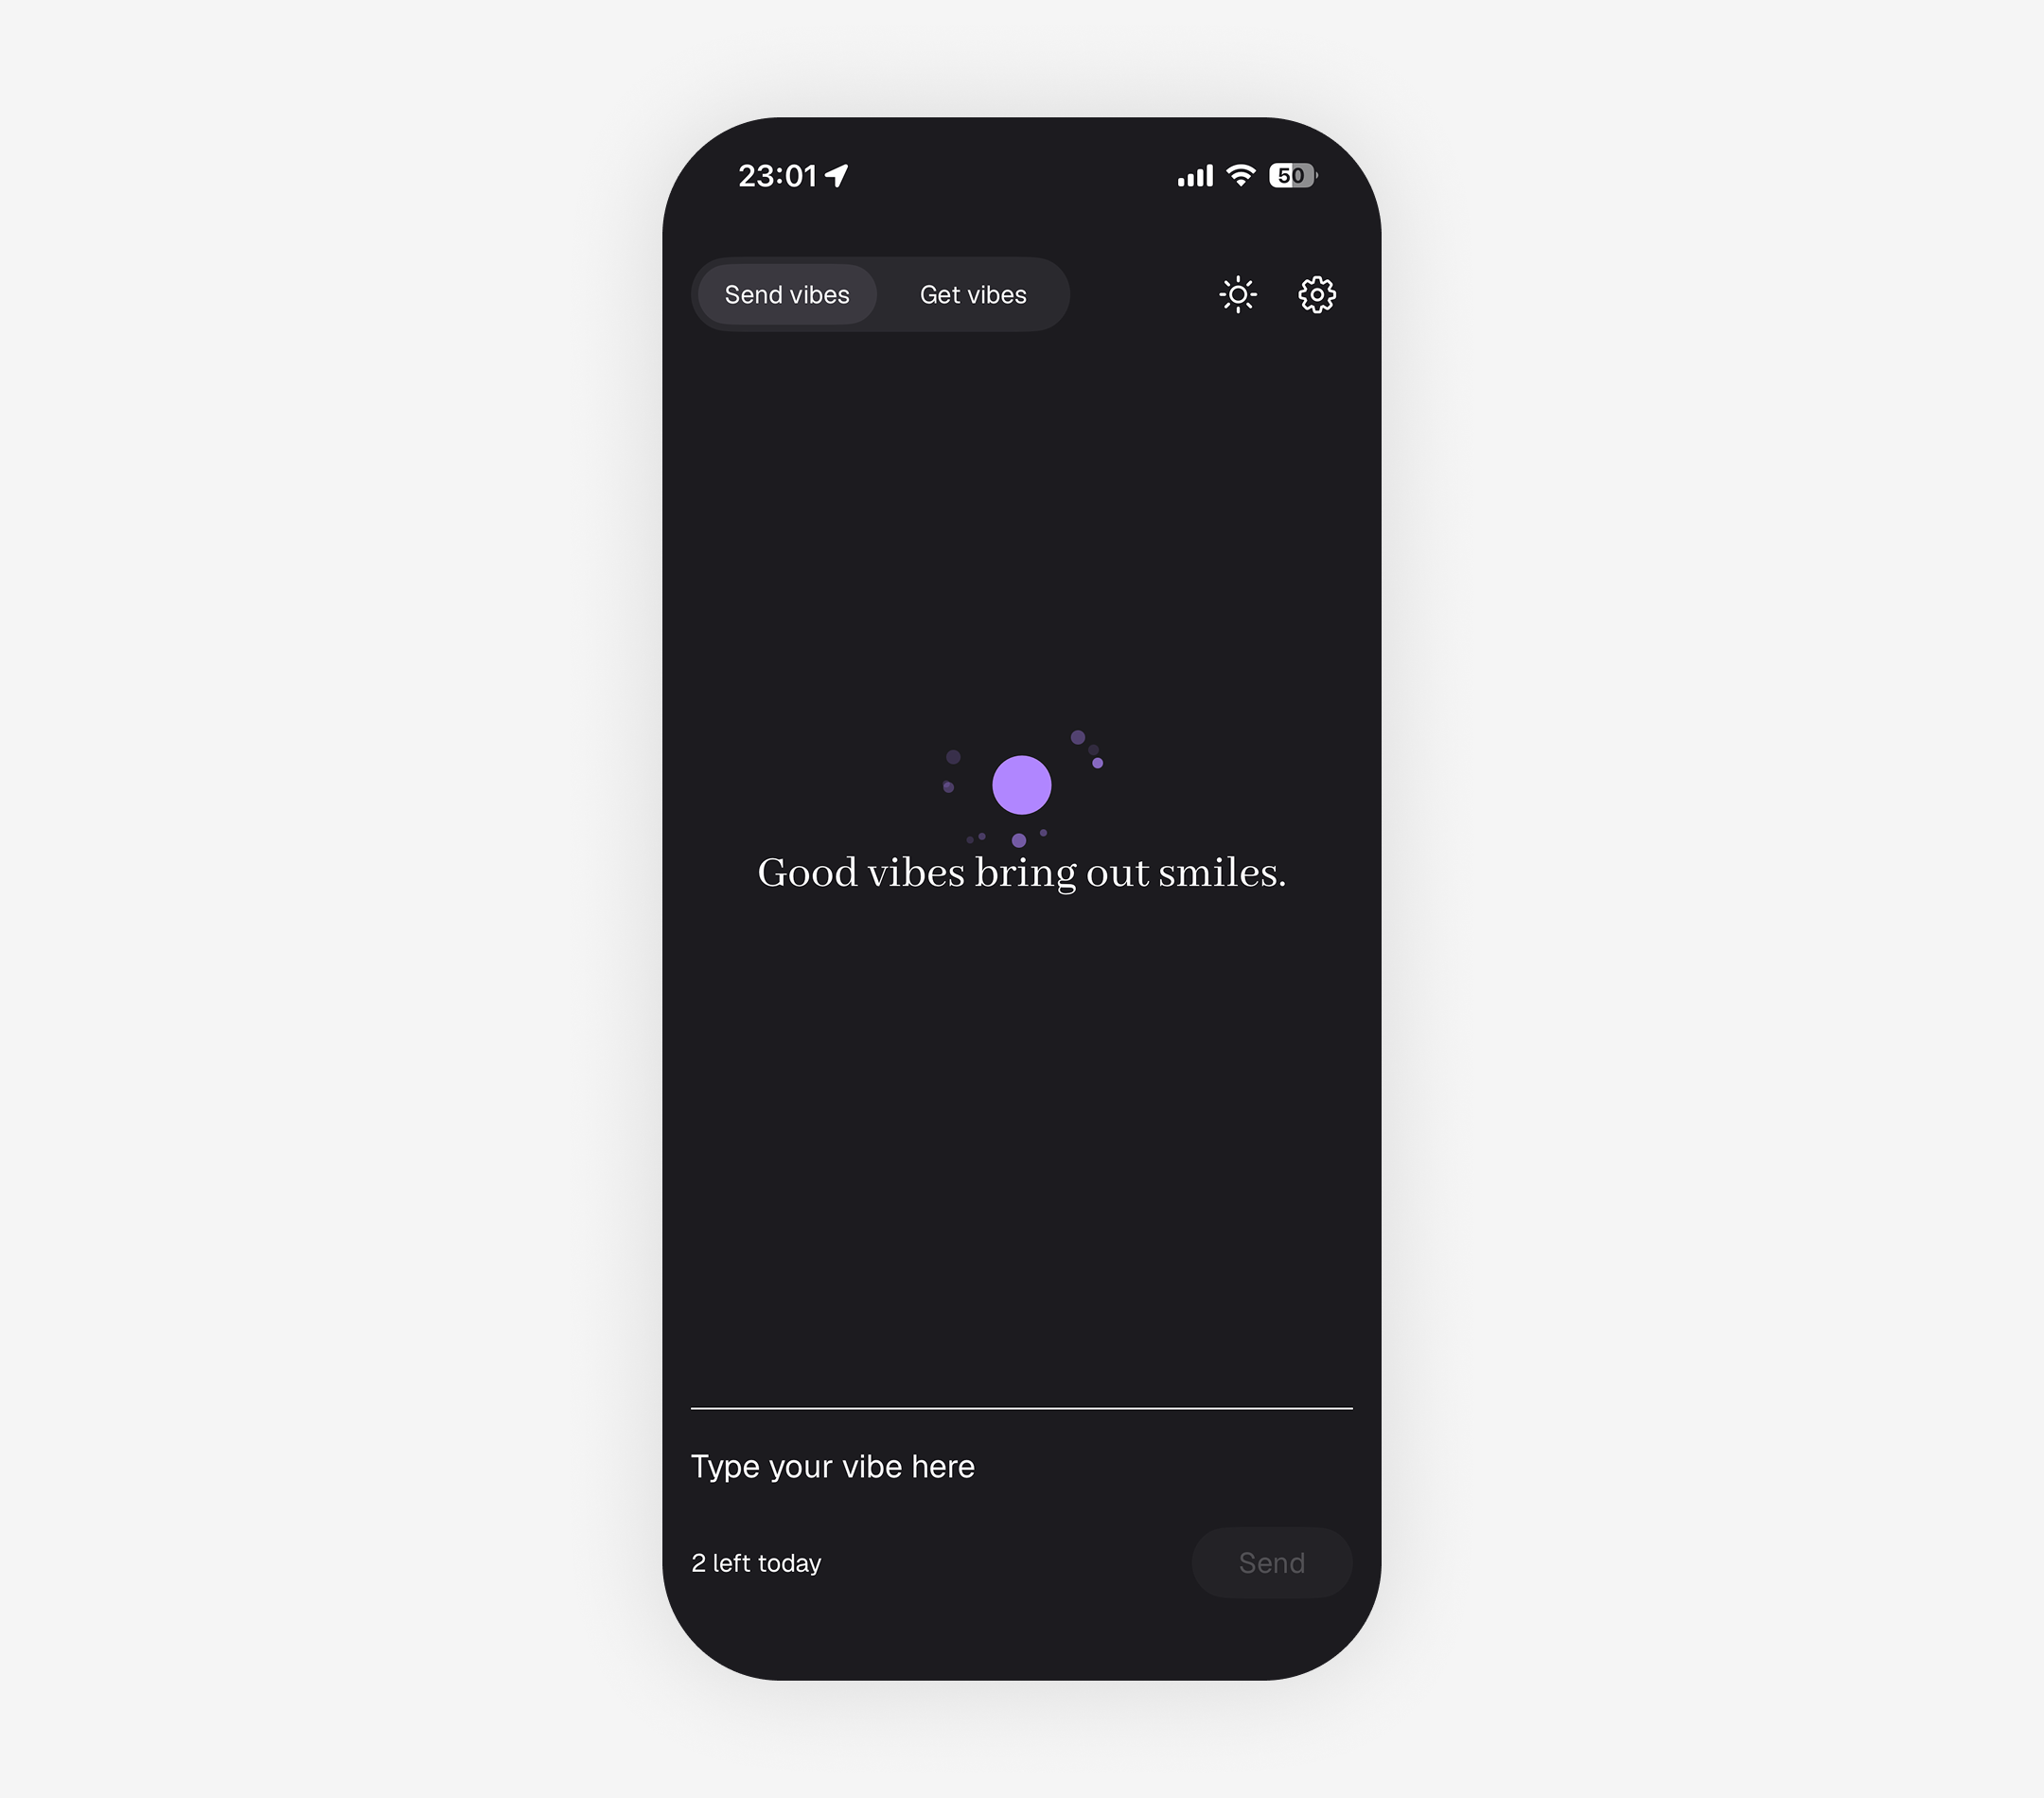 23:01
50
Send vibes Get vibes
Good vibes bring out smiles.
Type your vibe here
2 left today
Send